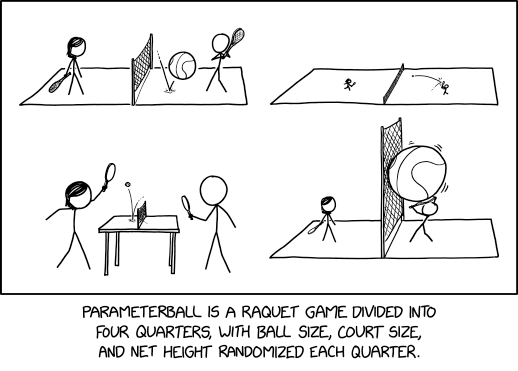 PARAMETERBALL IS A RAQUET GAME DIVIDED INTO
FOUR QUARTERS, WITH BALL SIZE, COURT SIZE,
AND NET HEIGHT RANDOMIZED EACH QUARTER.